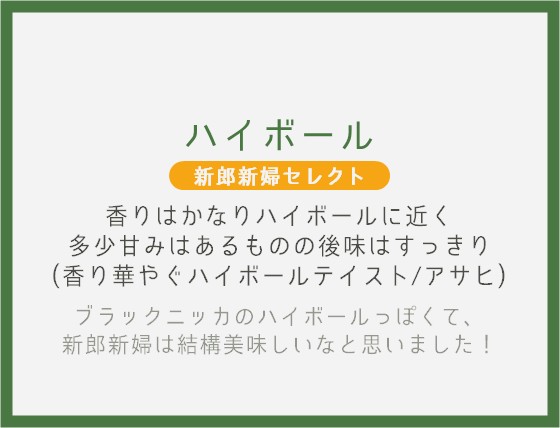 ハイボール
新郎新婦セレクト
香りはかなりハイボールに近く
多少甘みはあるものの後味はすっきり
(香り華やぐハイボールテイスト/アサヒ)
ブラックニッカのハイボールっぽくて、
新郎新婦は結構美味しいなと思いました！